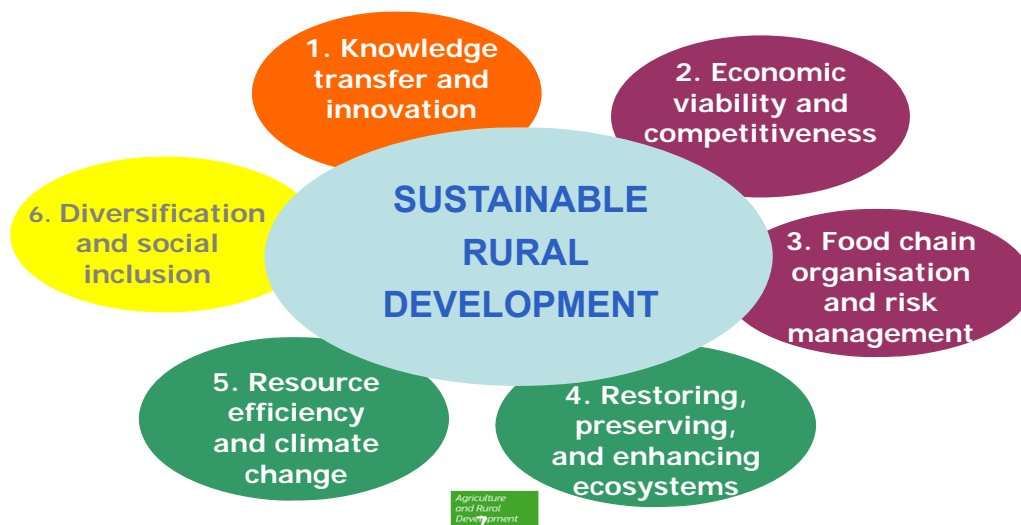 1. Knowledge
transfer and
innovation
2. Economic
viability and
competitiveness
SUSTAINABLE
RURAL
DEVELOPMENT
6. Diversification
and social
inclusion
3. Food chain
organisation
and risk
management
5. Resource
efficiency
and climate
change
4. Restoring,
preserving,
and enhancing
ecosystems
Agriculture
and Rural
Development
7